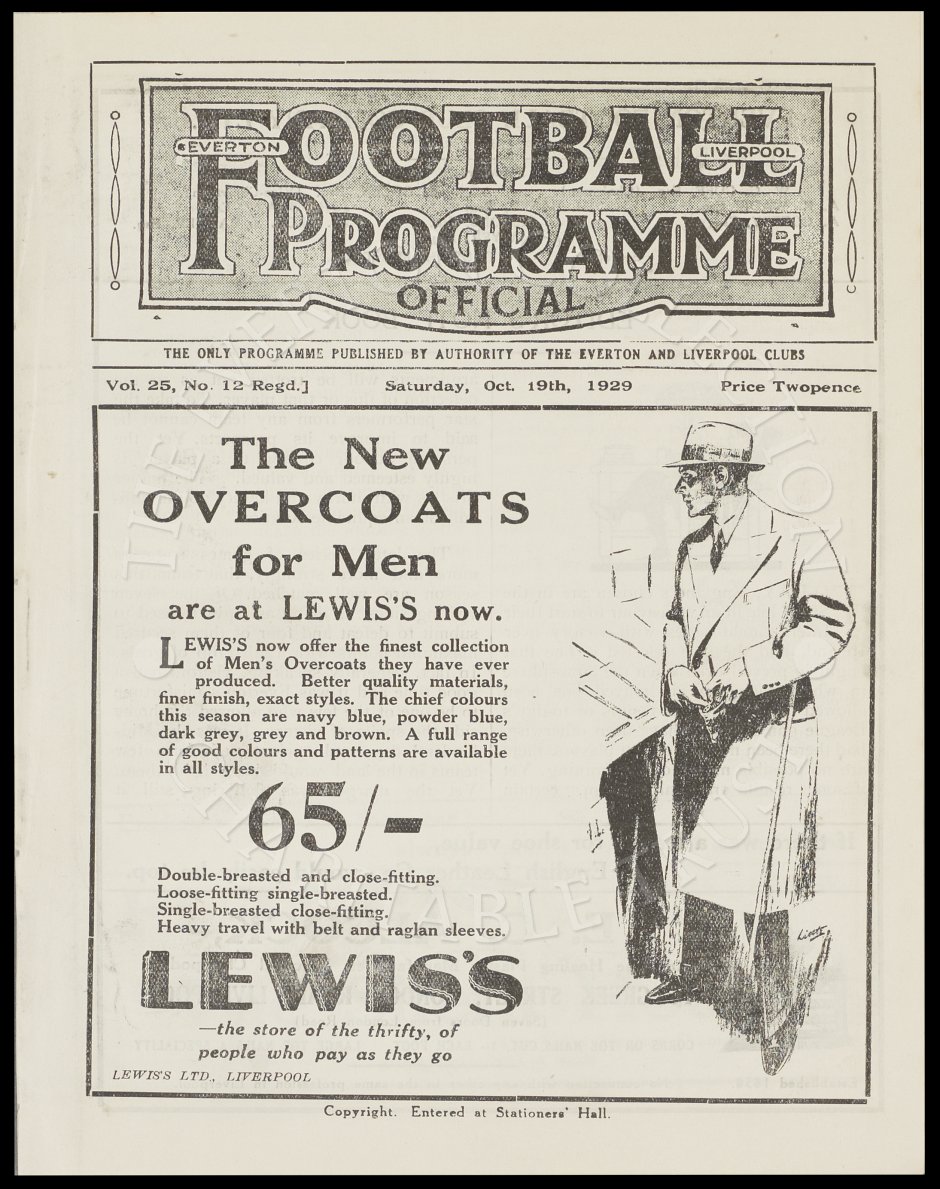 FOOTBALL
EVERTON
LIVERPOOL
PROGRAMME
OFFICIAL
THE ONLY PROGRAMME PUBLISHED BY AUTHORITY OF THE EVERTON AND LIVERPOOL CLUBS
Vol. 25, No. 12 Regd.] Saturday, Oct. 19th, 1929 Price Twopence
The New
OVERCOATS
for Men
are at LEWIS'S now.
LEWIS'S now offer the finest collection
of Men's Overcoats they have ever
produced. Better quality materials,
finer finish, exact styles. The chief colours
this season are navy blue, powder blue,
dark grey, grey and brown. A full range
of good colours and patterns are available
in all styles.
65/-
Double-breasted and close-fitting.
Loose-fitting single-breasted.
Single-breasted close-fitting.
Heavy travel with belt and raglan sleeves.
LEWIS'S
—the store of the thrifty, of
people who pay as they go
LEWIS'S LTD., LIVERPOOL
Copyright. Entered at Stationers' Hall.
THE EVERTON COLLECTION
CHARITABLE TRUST